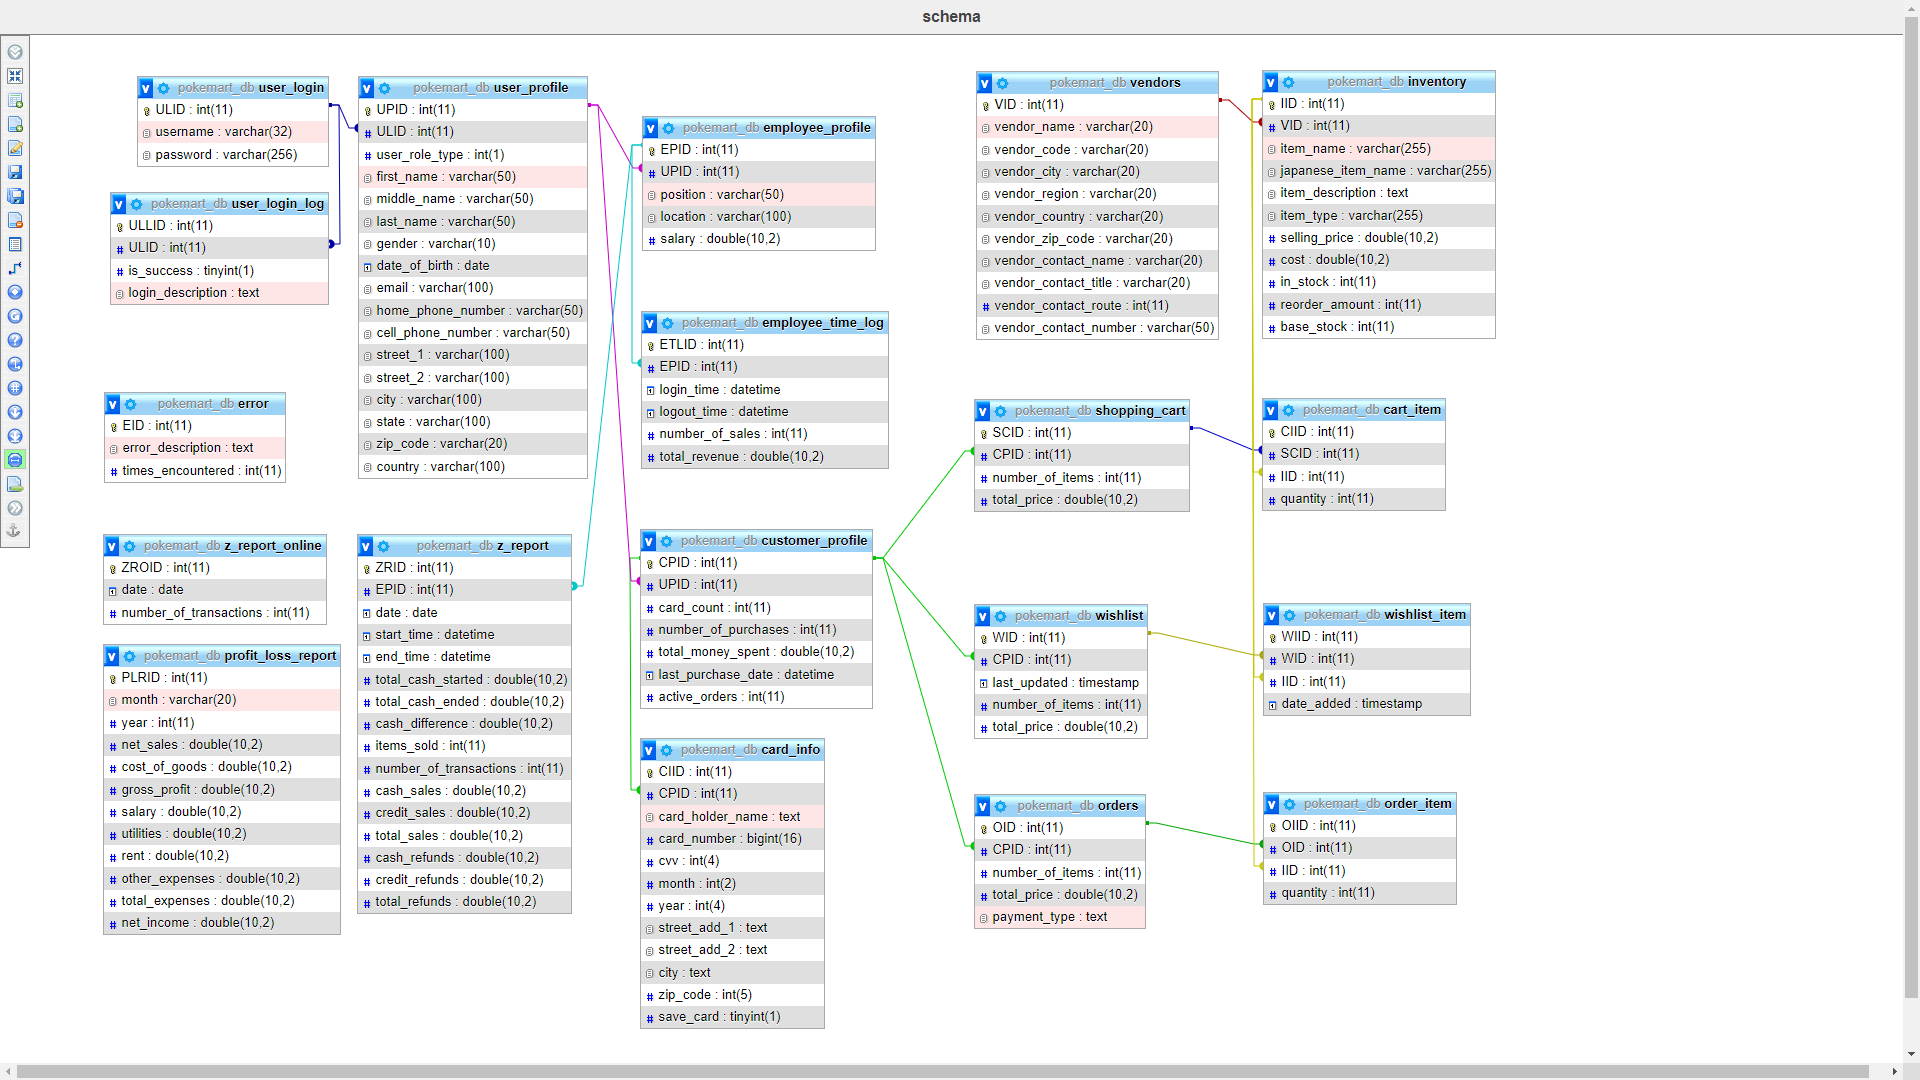 schema
v pokemart_db user_login
ULID : int(11)
username : varchar(32)
password : varchar(256)
v pokemart_db user_login_log
ULLID : int(11)
ULID : int(11)
is_success : tinyint(1)
login_description : text
v pokemart_db error
EID : int(11)
error_description : text
times_encountered : int(11)
v pokemart_db z_report_online
ZROID : int(11)
date : date
number_of_transactions : int(11)
v pokemart_db profit_loss_report
PLRID : int(11)
month : varchar(20)
year : int(11)
net_sales : double(10,2)
cost_of_goods : double(10,2)
gross_profit : double(10,2)
salary : double(10,2)
utilities : double(10,2)
rent : double(10,2)
other_expenses : double(10,2)
total_expenses : double(10,2)
net_income : double(10,2)
v pokemart_db user_profile
UPID : int(11)
ULID : int(11)
user_role_type : int(1)
first_name : varchar(50)
middle_name : varchar(50)
last_name : varchar(50)
gender : varchar(10)
date_of_birth : date
email : varchar(100)
home_phone_number : varchar(50)
cell_phone_number : varchar(50)
street_1 : varchar(100)
street_2 : varchar(100)
city : varchar(100)
state : varchar(100)
zip_code : varchar(20)
country : varchar(100)
v pokemart_db z_report
ZRID : int(11)
EPID : int(11)
date : date
start_time : datetime
end_time : datetime
total_cash_started : double(10,2)
total_cash_ended : double(10,2)
cash_difference : double(10,2)
items_sold : int(11)
number_of_transactions : int(11)
cash_sales : double(10,2)
credit_sales : double(10,2)
total_sales : double(10,2)
cash_refunds : double(10,2)
credit_refunds : double(10,2)
total_refunds : double(10,2)
v pokemart_db employee_profile
EPID : int(11)
UPID : int(11)
position : varchar(50)
location : varchar(100)
salary : double(10,2)
v pokemart_db employee_time_log
ETLID : int(11)
EPID : int(11)
login_time : datetime
logout_time : datetime
number_of_sales : int(11)
total_revenue : double(10,2)
v pokemart_db customer_profile
CPID : int(11)
UPID : int(11)
card_count : int(11)
number_of_purchases : int(11)
total_money_spent : double(10,2)
last_purchase_date : datetime
active_orders : int(11)
v pokemart_db card_info
CIID : int(11)
CPID : int(11)
card_holder_name : text
card_number : bigint(16)
cvv : int(4)
month : int(2)
year : int(4)
street_add_1 : text
street_add_2 : text
city : text
zip_code : int(5)
save_card : tinyint(1)
v pokemart_db vendors
VID : int(11)
vendor_name : varchar(20)
vendor_code : varchar(20)
vendor_city : varchar(20)
vendor_region : varchar(20)
vendor_country : varchar(20)
vendor_zip_code : varchar(20)
vendor_contact_name : varchar(20)
vendor_contact_title : varchar(20)
vendor_contact_route : int(11)
vendor_contact_number : varchar(50)
v pokemart_db shopping_cart
SCID : int(11)
CPID : int(11)
number_of_items : int(11)
total_price : double(10,2)
v pokemart_db wishlist
WID : int(11)
CPID : int(11)
last_updated : timestamp
number_of_items : int(11)
total_price : double(10,2)
v pokemart_db orders
OID : int(11)
CPID : int(11)
number_of_items : int(11)
total_price : double(10,2)
payment_type : text
v pokemart_db inventory
IID : int(11)
VID : int(11)
item_name : varchar(255)
japanese_item_name : varchar(255)
item_description : text
item_type : varchar(255)
selling_price : double(10,2)
cost : double(10,2)
in_stock : int(11)
reorder_amount : int(11)
base_stock : int(11)
v pokemart_db cart_item
CIID : int(11)
SCID : int(11)
IID : int(11)
quantity : int(11)
v pokemart_db wishlist_item
WIID : int(11)
WID : int(11)
IID : int(11)
date_added : timestamp
v pokemart_db order_item
OIID : int(11)
OID : int(11)
IID : int(11)
quantity : int(11)